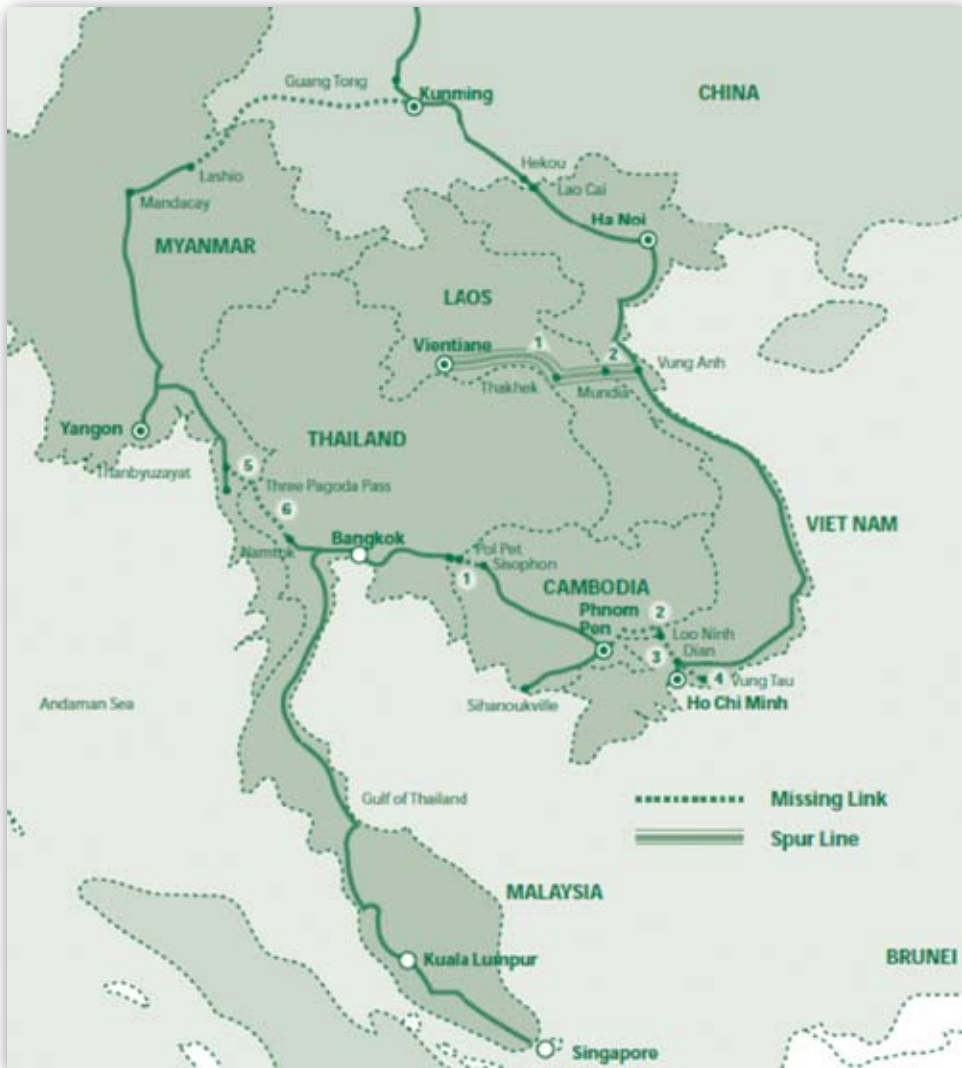 Guang Tong
Kunming
CHINA
Hekou
Lao Cai
Lashio
Mandacay
Ha Noi
MYANMAR
LAOS
Vientiane
1
2
Vung Anh
Thakhek
Mundia
Yangon
THAILAND
Thanbyuzayat
5
Three Pagoda Pass
6
VIET NAM
Bangkok
Namtok
Pol Pet
1
Sisophon
CAMBODIA
Phnom
Pen
2
Loo Ninh
3
Dian
4
Vung Tau
Andaman Sea
Sihanoukville
Ho Chi Minh
Gulf of Thailand
Missing Link
Spur Line
MALAYSIA
Kuala Lumpur
BRUNEI
Singapore